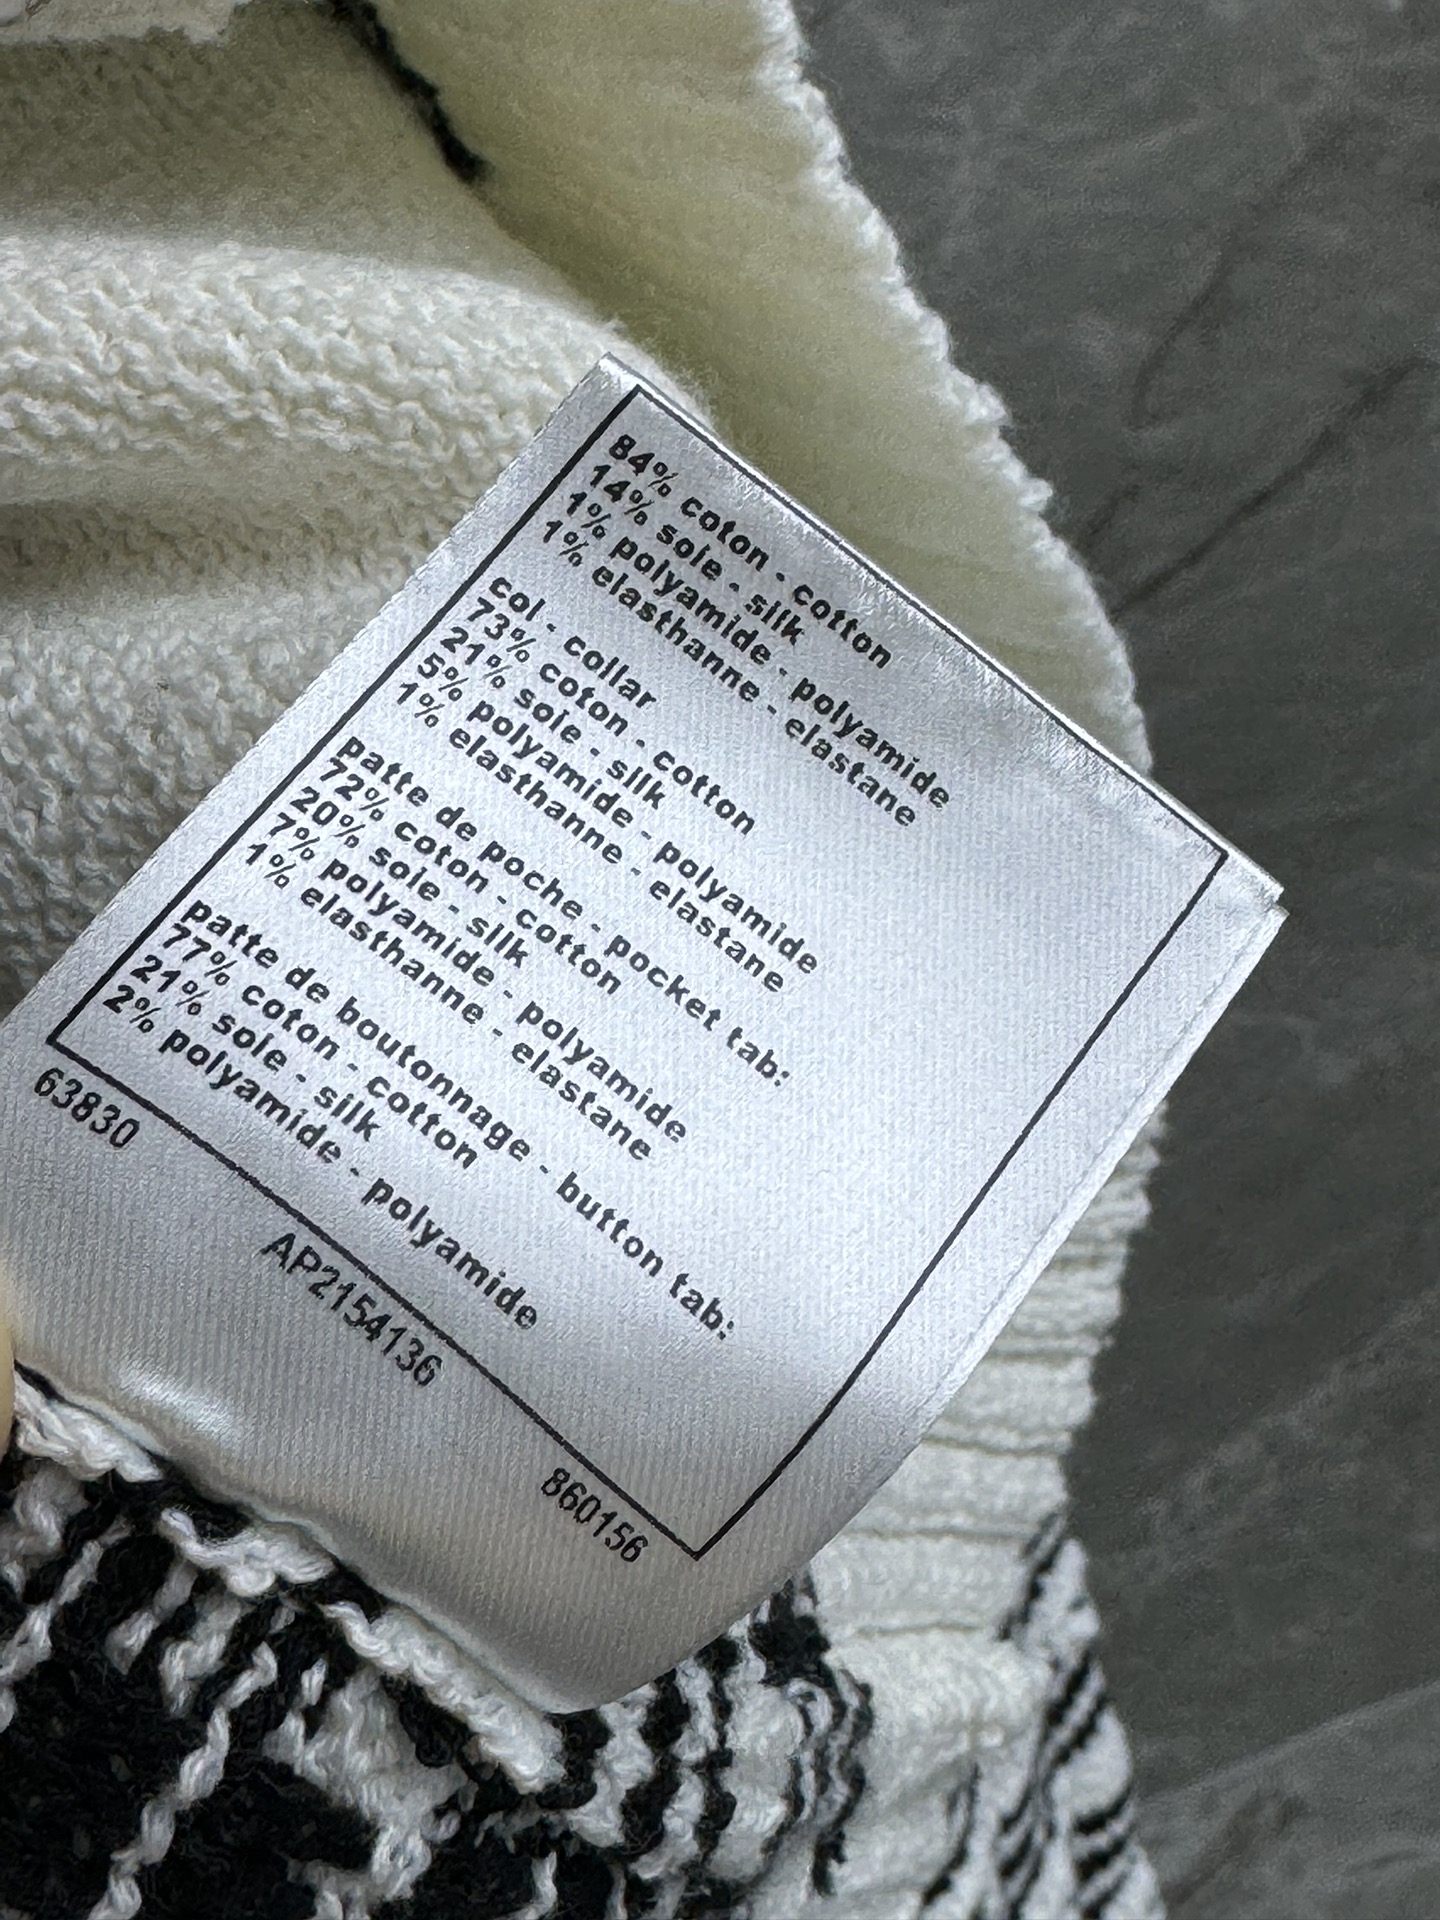 84% coton - cotton
14% soie - silk
1% polyamide - polyamide
1% elasthanne - elastane
col - collar
73% coton - cotton
21% soie - silk
5% polyamide - polyamide
1% elasthanne - elastane
patte de poche - pocket tab:
72% coton - cotton
20% soie - silk
7% polyamide - polyamide
1% elasthanne - elastane
patte de boutonnage - button tab:
77% coton - cotton
21% soie - silk
2% polyamide - polyamide
63830 AP2154136 860156